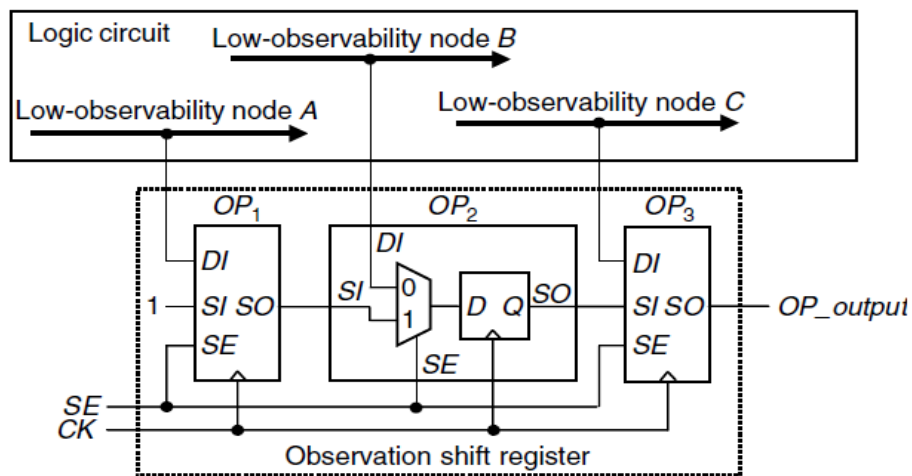 Logic circuit
Low-observability node B
Low-observability node A
Low-observability node C
OP1 OP2 OP3
DI DI DI
SI 0
1 SI SO 1 D Q SO SI SO OP_output
SE SE SE
SE
CK
Observation shift register